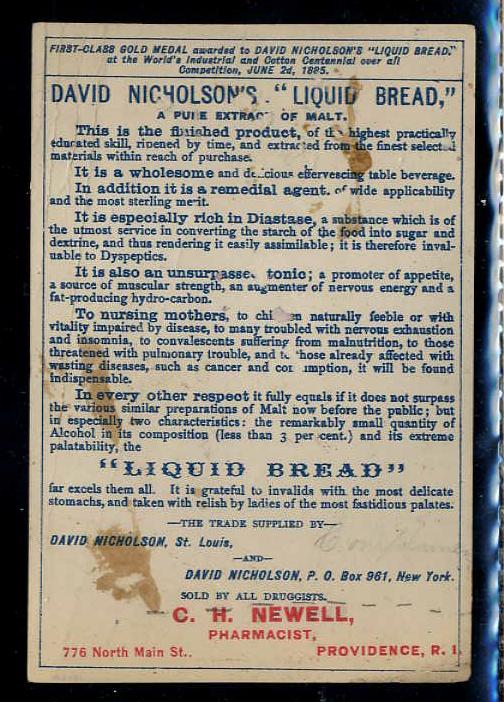 FIRST-CLASS GOLD MEDAL awarded to DAVID NICHOLSON'S "LIQUID BREAD,"
at the World's Industrial and Cotton Centennial over all
Competition, JUNE 2d, 1885.
DAVID NICHOLSON'S "LIQUID BREAD,"
A PURE EXTRACT OF MALT.
This is the finished product, of the highest practically
educated skill, ripened by time, and extracted from the finest selected
materials within reach of purchase.
It is a wholesome and delicious effervescing table beverage.
In addition it is a remedial agent, of wide applicability
and the most sterling merit.
It is especially rich in Diastase, a substance which is of
the utmost service in converting the starch of the food into sugar and
dextrine, and thus rendering it easily assimilable; it is therefore inval-
uable to Dyspeptics.
It is also an unsurpassed tonic; a promoter of appetite,
a source of muscular strength, an augmenter of nervous energy and a
fat-producing hydro-carbon.
To nursing mothers, to children naturally feeble or with
vitality impaired by disease, to many troubled with nervous exhaustion
and insomnia, to convalescents suffering from malnutrition, to those
threatened with pulmonary trouble, and to those already affected with
wasting diseases, such as cancer and consumption, it will be found
indispensable.
In every other respect it fully equals if it does not surpass
the various similar preparations of Malt now before the public; but
in especially two characteristics: the remarkably small quantity of
Alcohol in its composition (less than 3 per cent.) and its extreme
palatability, the
"LIQUID BREAD"
far excels them all. It is grateful to invalids with the most delicate
stomachs, and taken with relish by ladies of the most fastidious palates.
—THE TRADE SUPPLIED BY—
DAVID NICHOLSON, St. Louis,
—AND—
DAVID NICHOLSON, P. O. Box 961, New York.
SOLD BY ALL DRUGGISTS.
C. H. NEWELL,
PHARMACIST,
776 North Main St.. PROVIDENCE, R. I.